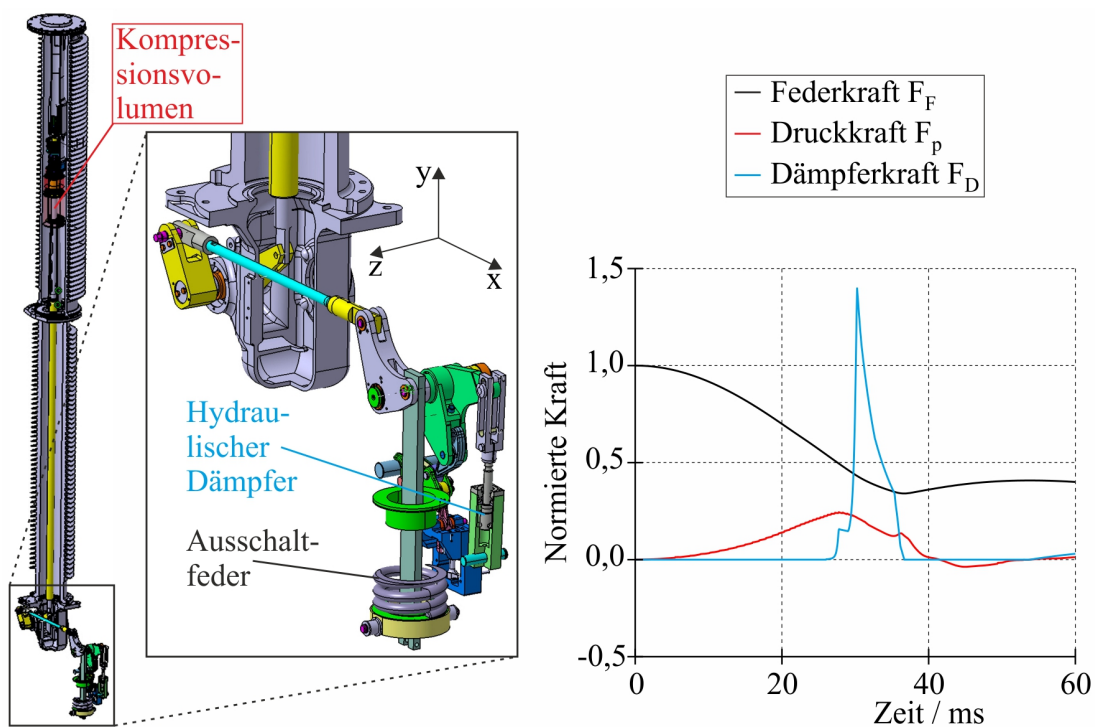 Kompres-
sionsvo-
lumen
y
z
x
Hydrau-
lischer
Dämpfer
Ausschalt-
feder
Federkraft F_F
Druckkraft F_p
Dämpferkraft F_D
Normierte Kraft
1,5
1,0
0,5
0,0
-0,5
0
20
40
60
Zeit / ms